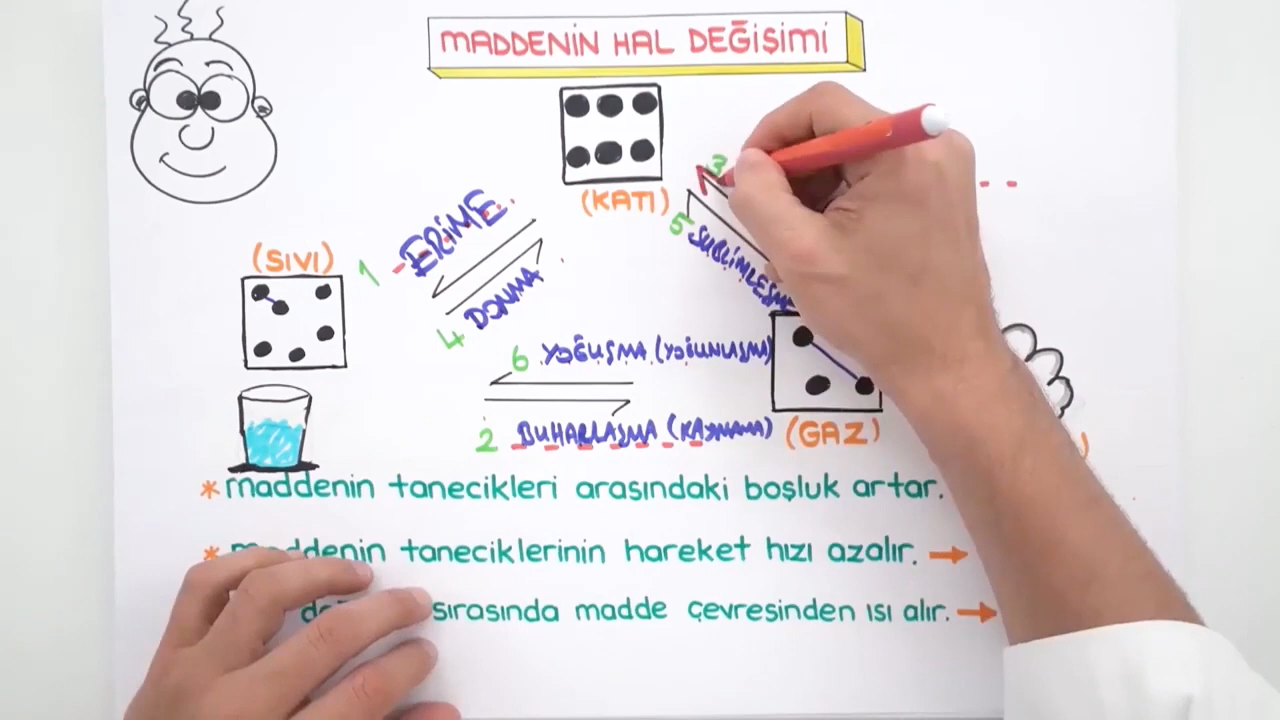 MADDENİN HAL DEĞİŞİMİ
(KATI)
3
5
SUBLİMLEŞME
(SIVI)
1
ERİME
4
DONMA
6 YOĞUŞMA (YOĞUNLAŞMA)
2 BUHARLAŞMA (KAYNAMA)
(GAZ)
* maddenin tanecikleri arasındaki boşluk artar.
* maddenin taneciklerinin hareket hızı azalır. →
sırasında madde çevresinden ısı alır. →